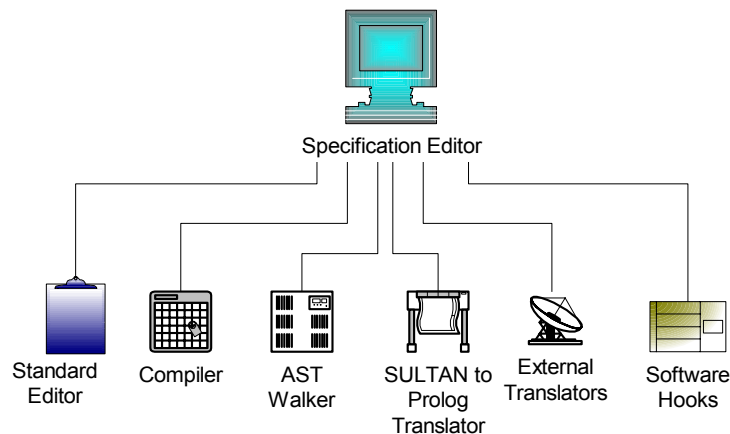 Specification Editor
Standard
Editor
Compiler
AST
Walker
SULTAN to
Prolog
Translator
External
Translators
Software
Hooks